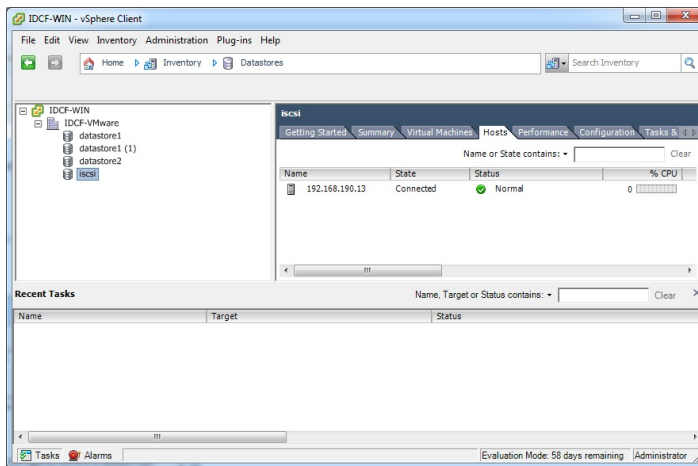 IDCF-WIN - vSphere Client
File Edit View Inventory Administration Plug-ins Help
Home Inventory Datastores
Search Inventory
IDCF-WIN
IDCF-VMware
datastore1
datastore1 (1)
datastore2
iscsi
iscsi
Getting Started Summary Virtual Machines Hosts Performance Configuration Tasks &
Name or State contains: Clear
Name State Status % CPU
192.168.190.13 Connected Normal 0
Recent Tasks
Name, Target or Status contains: Clear
Name Target Status
Tasks Alarms
Evaluation Mode: 58 days remaining Administrator